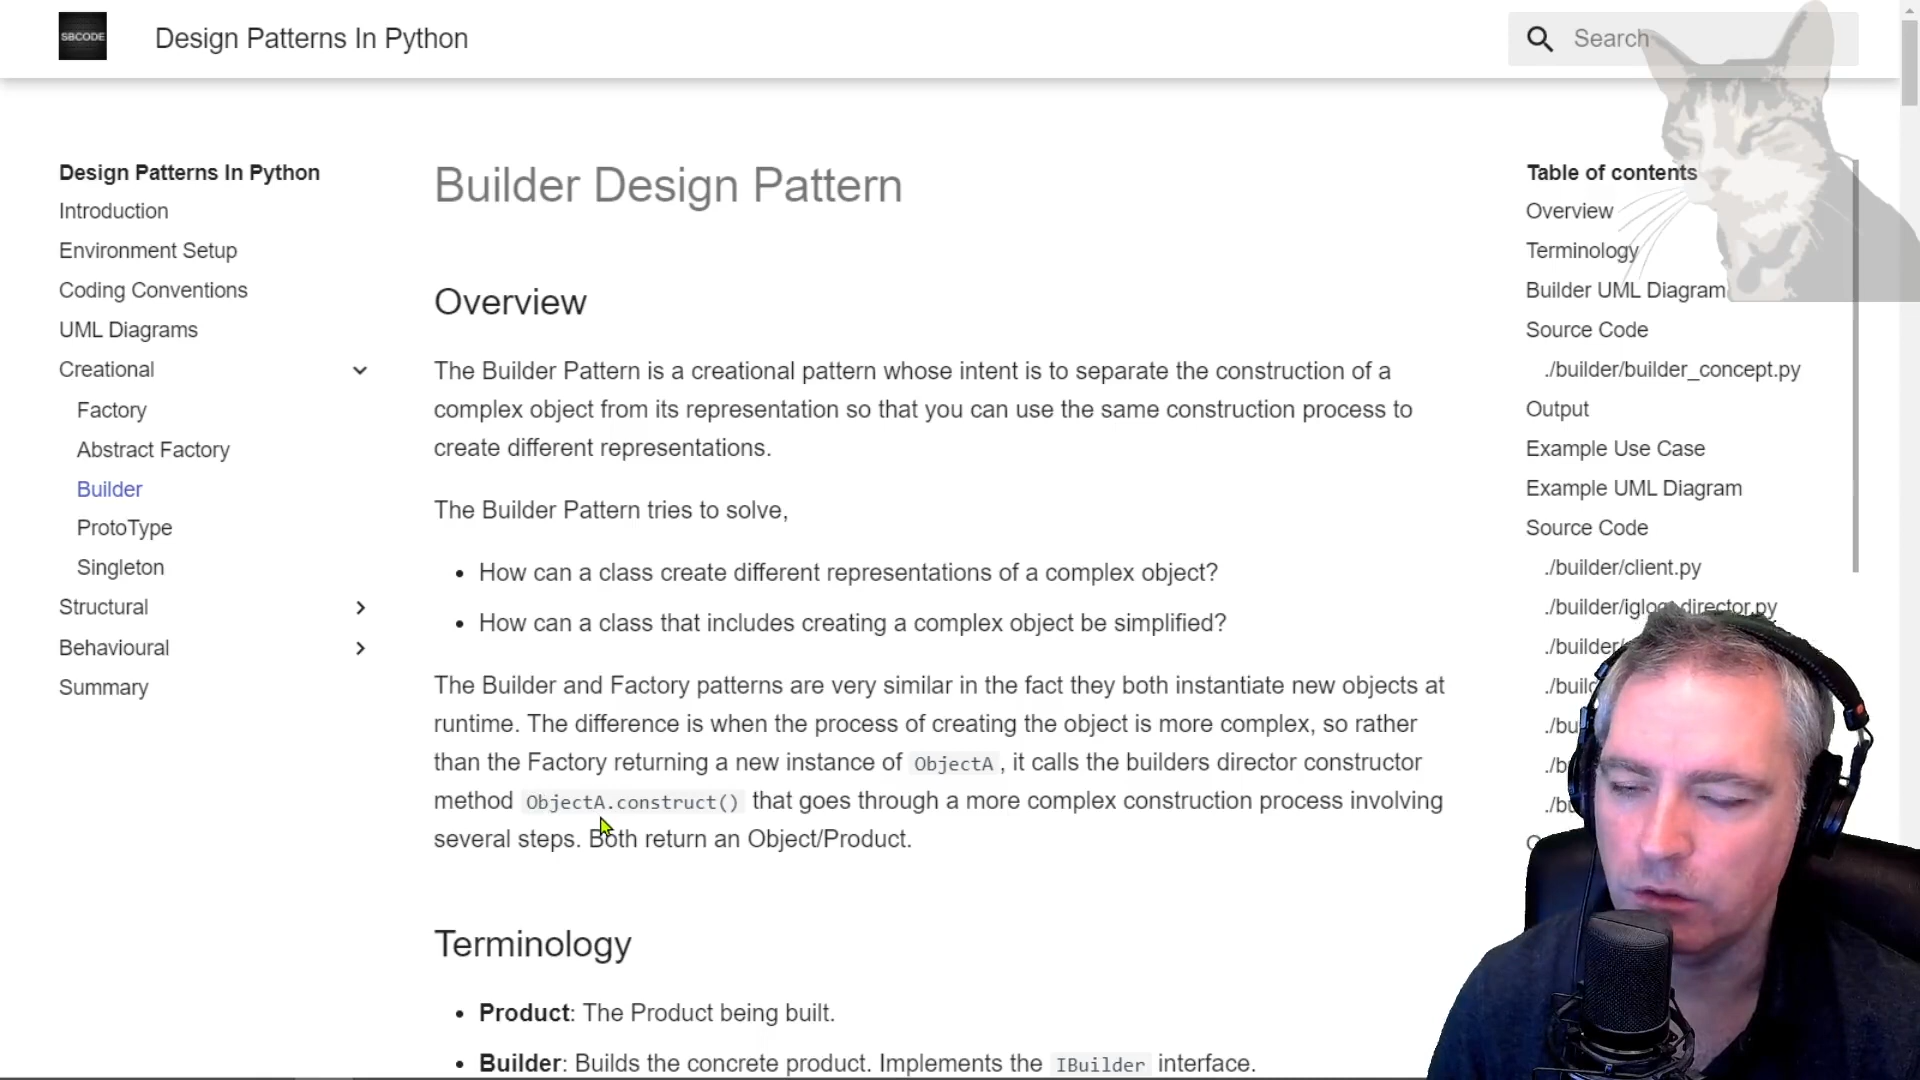 SBCODE
Design Patterns In Python
Search
Design Patterns In Python
Introduction
Environment Setup
Coding Conventions
UML Diagrams
Creational
Factory
Abstract Factory
Builder
ProtoType
Singleton
Structural
Behavioural
Summary
Builder Design Pattern
Overview
The Builder Pattern is a creational pattern whose intent is to separate the construction of a
complex object from its representation so that you can use the same construction process to
create different representations.
The Builder Pattern tries to solve,
• How can a class create different representations of a complex object?
• How can a class that includes creating a complex object be simplified?
The Builder and Factory patterns are very similar in the fact they both instantiate new objects at
runtime. The difference is when the process of creating the object is more complex, so rather
than the Factory returning a new instance of ObjectA, it calls the builders director constructor
method ObjectA.construct() that goes through a more complex construction process involving
several steps. Both return an Object/Product.
Terminology
• Product: The Product being built.
• Builder: Builds the concrete product. Implements the IBuilder interface.
Table of contents
Overview
Terminology
Builder UML Diagram
Source Code
./builder/builder_concept.py
Output
Example Use Case
Example UML Diagram
Source Code
./builder/client.py
./builder/igloo_director.py
./builder/